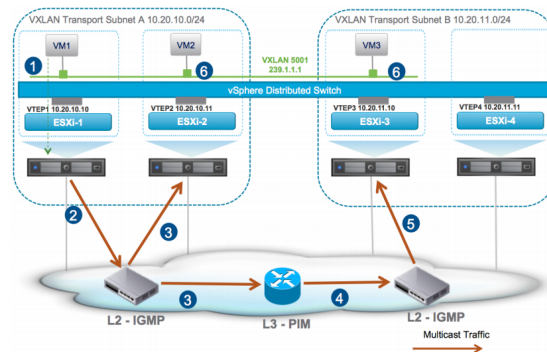 VXLAN Transport Subnet A 10.20.10.0/24
VXLAN Transport Subnet B 10.20.11.0/24
VM1
VM2
VM3
VXLAN 5001
239.1.1.1
1
6
6
vSphere Distributed Switch
VTEP1 10.20.10.10
VTEP2 10.20.10.11
VTEP3 10.20.11.10
VTEP4 10.20.11.11
ESXi-1
ESXi-2
ESXi-3
ESXi-4
2
3
5
3
4
L2 - IGMP
L3 - PIM
L2 - IGMP
Multicast Traffic